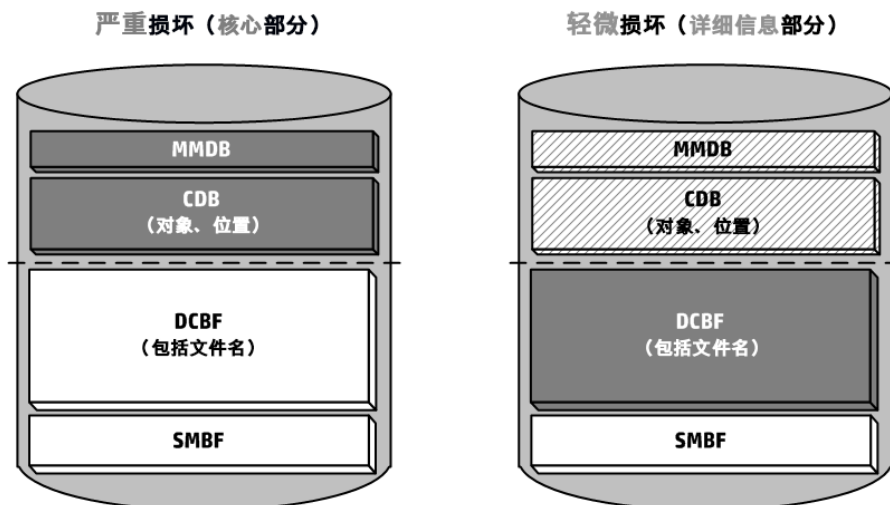 严重损坏（核心部分）
MMDB
CDB
（对象、位置）
DCBF
（包括文件名）
SMBF
轻微损坏（详细信息部分）
MMDB
CDB
（对象、位置）
DCBF
（包括文件名）
SMBF